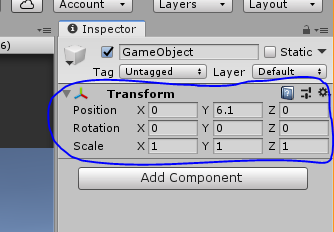 Account Layers Layout
6) Inspector
GameObject Static
Tag Untagged Layer Default
Transform
Position X 0 Y 6.1 Z 0
Rotation X 0 Y 0 Z 0
Scale X 1 Y 1 Z 1
Add Component